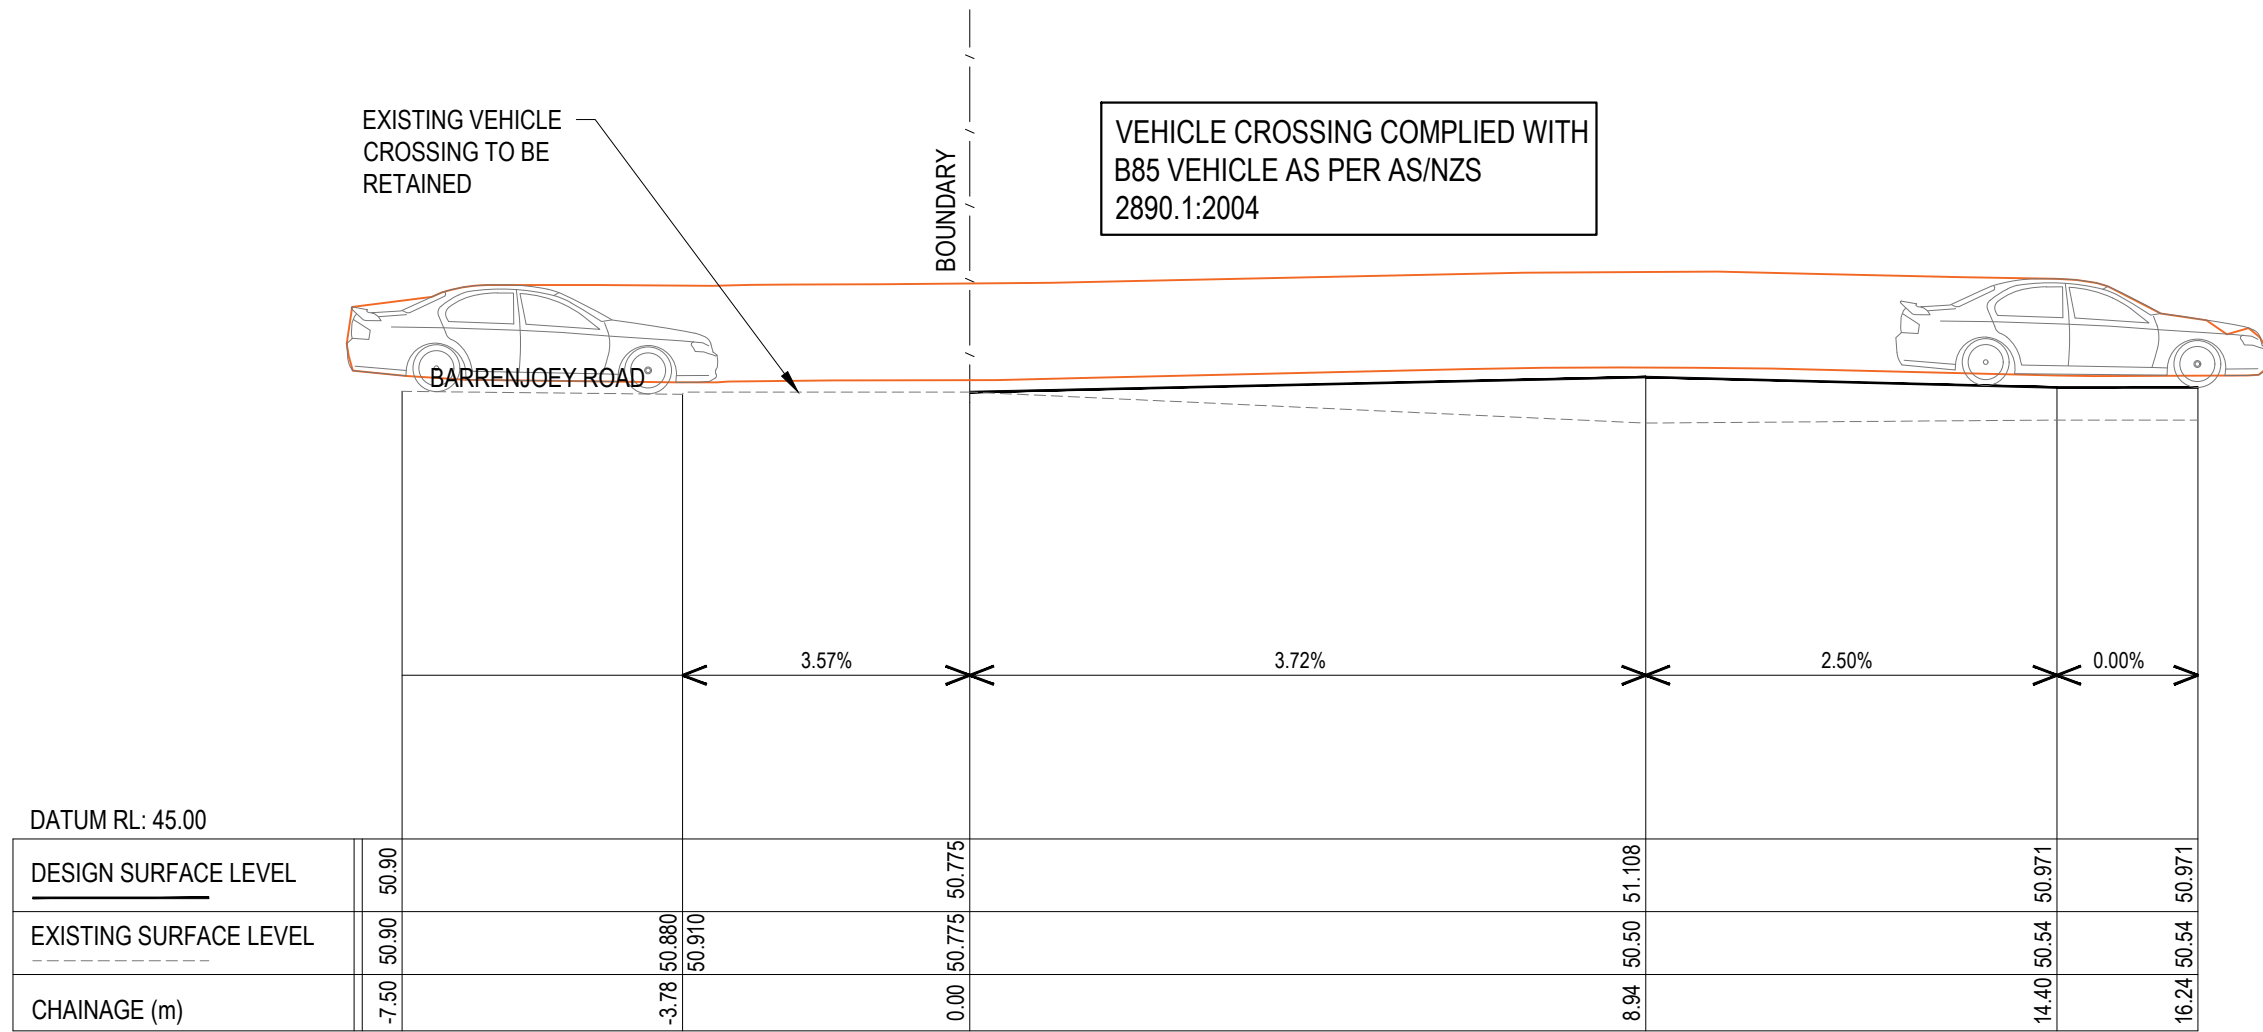 EXISTING VEHICLE
CROSSING TO BE
RETAINED
BOUNDARY
VEHICLE CROSSING COMPLIED WITH
B85 VEHICLE AS PER AS/NZS
2890.1:2004
BARRENJOEY ROAD
3.57% 3.72% 2.50% 0.00%
DATUM RL: 45.00
DESIGN SURFACE LEVEL 50.90 50.775 51.108 50.971 50.971
EXISTING SURFACE LEVEL 50.90 50.880 50.910 50.775 50.50 50.54 50.54
CHAINAGE (m) -7.50 -3.78 0.00 8.94 14.40 16.24